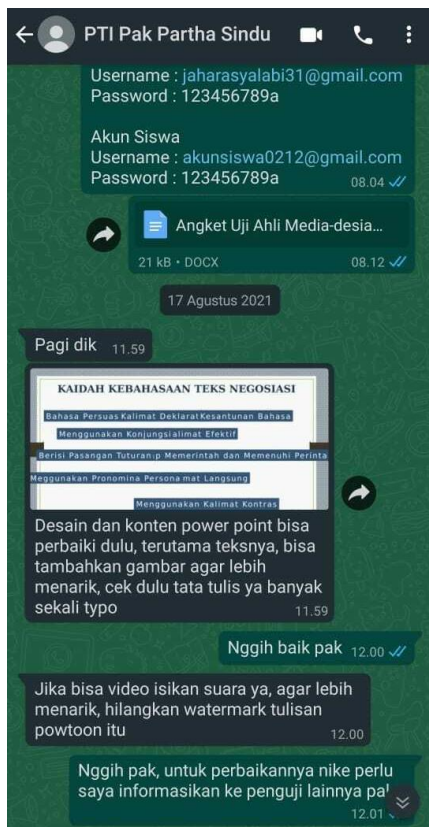 PTI Pak Partha Sindu
Username : jaharasyalabi31@gmail.com
Password : 123456789a
Akun Siswa
Username : akunsiswa0212@gmail.com
Password : 123456789a
08.04
Angket Uji Ahli Media-desia...
21 kB • DOCX
08.12
17 Agustus 2021
Pagi dik
11.59
KAIDAH KEBAHASAAN TEKS NEGOSIASI
Bahasa Persuas Kalimat Deklarat Kesantunan Bahasa
Menggunakan Konjungsialimat Efektif
Berisi Pasangan Tuturan:p Memerintah dan Memenuhi Perinta
Meggunakan Pronomina Persona mat Langsung
Menggunakan Kalimat Kontras
Desain dan konten power point bisa
perbaiki dulu, terutama teksnya, bisa
tambahkan gambar agar lebih
menarik, cek dulu tata tulis ya banyak
sekali typo
11.59
Nggih baik pak
12.00
Jika bisa video isikan suara ya, agar lebih
menarik, hilangkan watermark tulisan
powtoon itu
12.00
Nggih pak, untuk perbaikannya nike perlu
saya informasikan ke penguji lainnya
12.01